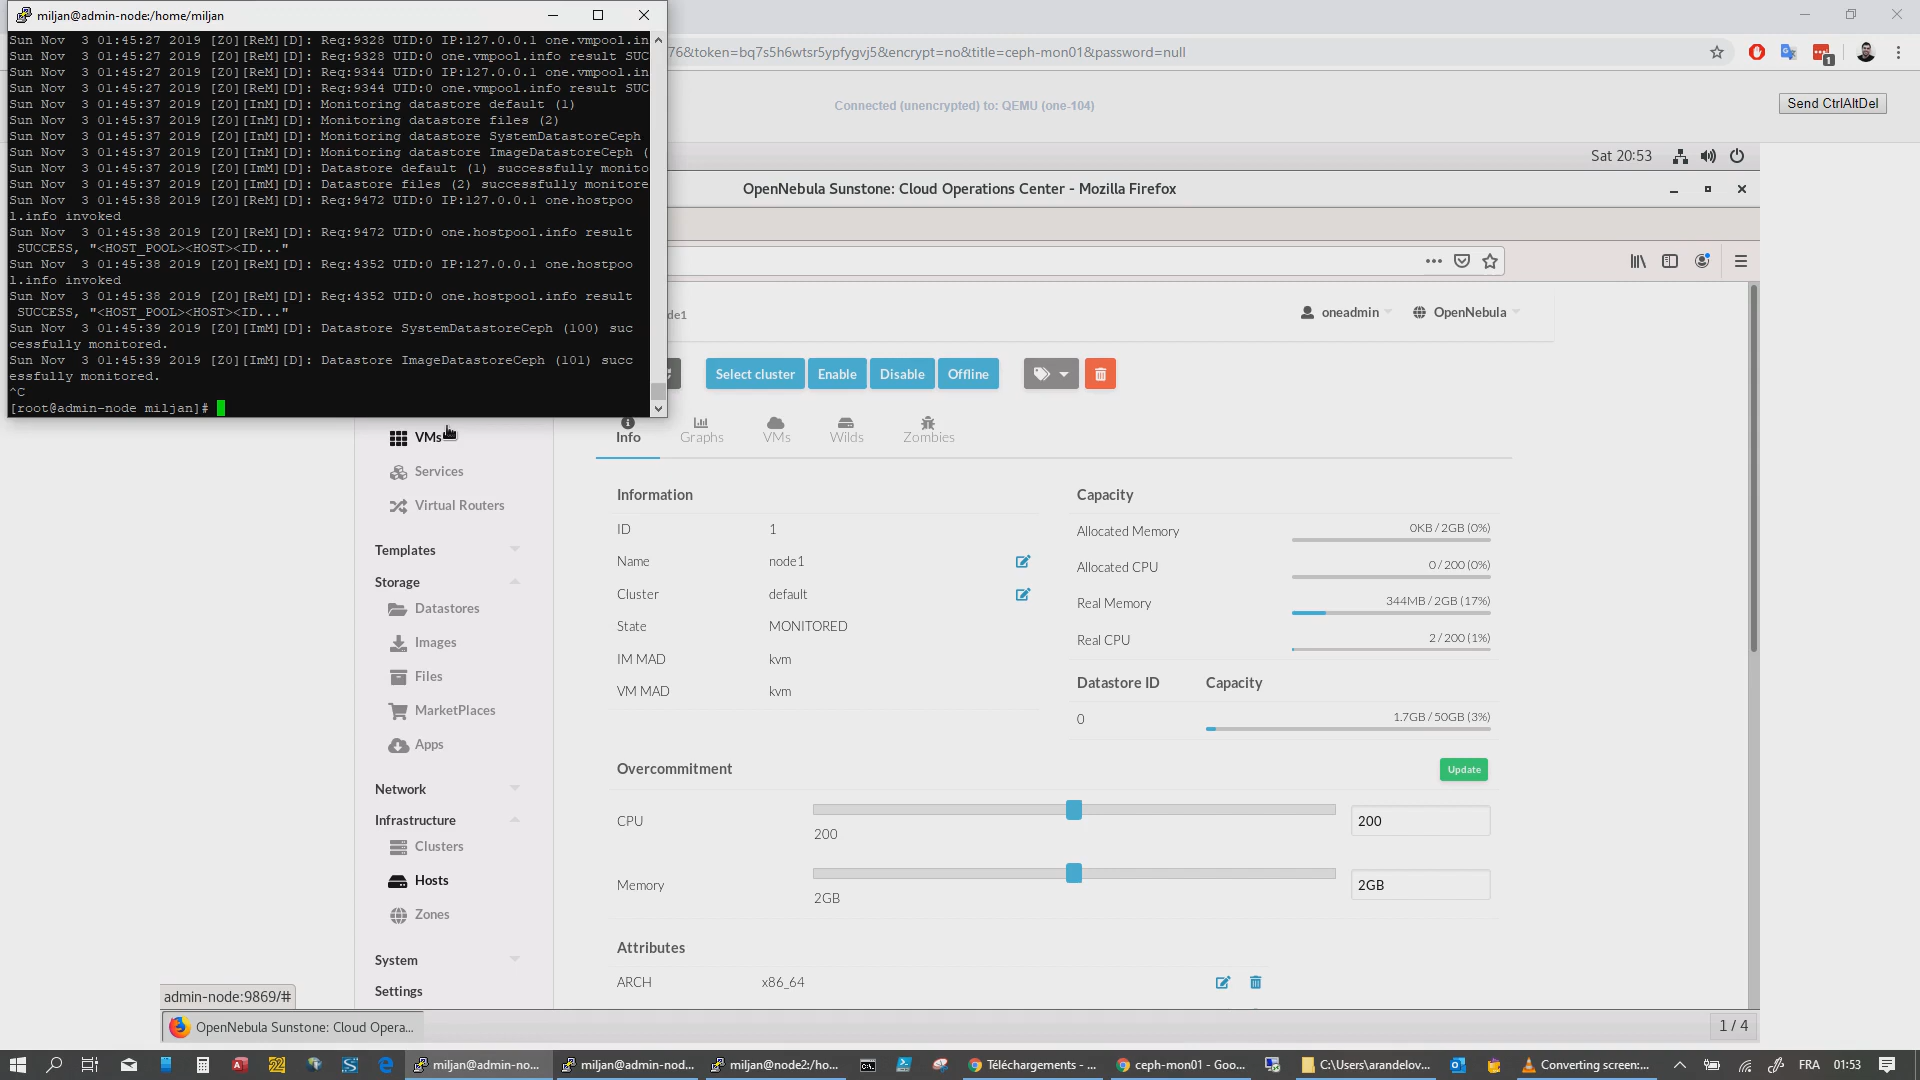 miljan@admin-node:/home/miljan
Sun Nov  3 01:45:27 2019 [Z0][ReM][D]: Req:9328 UID:0 IP:127.0.0.1 one.vmpool.in
Sun Nov  3 01:45:27 2019 [Z0][ReM][D]: Req:9328 UID:0 one.vmpool.info result SUC
Sun Nov  3 01:45:27 2019 [Z0][ReM][D]: Req:9344 UID:0 IP:127.0.0.1 one.vmpool.in
Sun Nov  3 01:45:27 2019 [Z0][ReM][D]: Req:9344 UID:0 one.vmpool.info result SUC
Sun Nov  3 01:45:37 2019 [Z0][InM][D]: Monitoring datastore default (1)
Sun Nov  3 01:45:37 2019 [Z0][InM][D]: Monitoring datastore files (2)
Sun Nov  3 01:45:37 2019 [Z0][InM][D]: Monitoring datastore SystemDatastoreCeph
Sun Nov  3 01:45:37 2019 [Z0][InM][D]: Monitoring datastore ImageDatastoreCeph (
Sun Nov  3 01:45:37 2019 [Z0][ImM][D]: Datastore default (1) successfully monito
Sun Nov  3 01:45:37 2019 [Z0][ImM][D]: Datastore files (2) successfully monitore
Sun Nov  3 01:45:38 2019 [Z0][ReM][D]: Req:9472 UID:0 IP:127.0.0.1 one.hostpoo
l.info invoked
Sun Nov  3 01:45:38 2019 [Z0][ReM][D]: Req:9472 UID:0 one.hostpool.info result
SUCCESS, "<HOST_POOL><HOST><ID..."
Sun Nov  3 01:45:38 2019 [Z0][ReM][D]: Req:4352 UID:0 IP:127.0.0.1 one.hostpoo
l.info invoked
Sun Nov  3 01:45:38 2019 [Z0][ReM][D]: Req:4352 UID:0 one.hostpool.info result
SUCCESS, "<HOST_POOL><HOST><ID..."
Sun Nov  3 01:45:39 2019 [Z0][ImM][D]: Datastore SystemDatastoreCeph (100) suc
cessfully monitored.
Sun Nov  3 01:45:39 2019 [Z0][ImM][D]: Datastore ImageDatastoreCeph (101) succ
essfully monitored.
^C
[root@admin-node miljan]#
76&token=bq7s5h6wtsr5ypfygvj5&encrypt=no&title=ceph-mon01&password=null
1
Connected (unencrypted) to: QEMU (one-104)
Send CtrlAltDel
Sat 20:53
OpenNebula Sunstone: Cloud Operations Center - Mozilla Firefox
de1
oneadmin
OpenNebula
Select cluster
Enable
Disable
Offline
Info
Graphs
VMs
Wilds
Zombies
VMs
Services
Virtual Routers
Templates
Storage
Datastores
Images
Files
MarketPlaces
Apps
Network
Infrastructure
Clusters
Hosts
Zones
System
Settings
Information
ID 1
Name node1
Cluster default
State MONITORED
IM MAD kvm
VM MAD kvm
Capacity
Allocated Memory 0KB / 2GB (0%)
Allocated CPU 0 / 200 (0%)
Real Memory 344MB / 2GB (17%)
Real CPU 2 / 200 (1%)
Datastore ID Capacity
0 1.7GB / 50GB (3%)
Overcommitment
Update
CPU 200
200
Memory 2GB
2GB
Attributes
ARCH x86_64
admin-node:9869/#
OpenNebula Sunstone: Cloud Opera...
1 / 4
miljan@admin-no...
miljan@admin-nod...
miljan@node2:/ho...
Téléchargements - ...
ceph-mon01 - Goo...
C:\Users\arandelov...
Converting screen:...
FRA
01:53